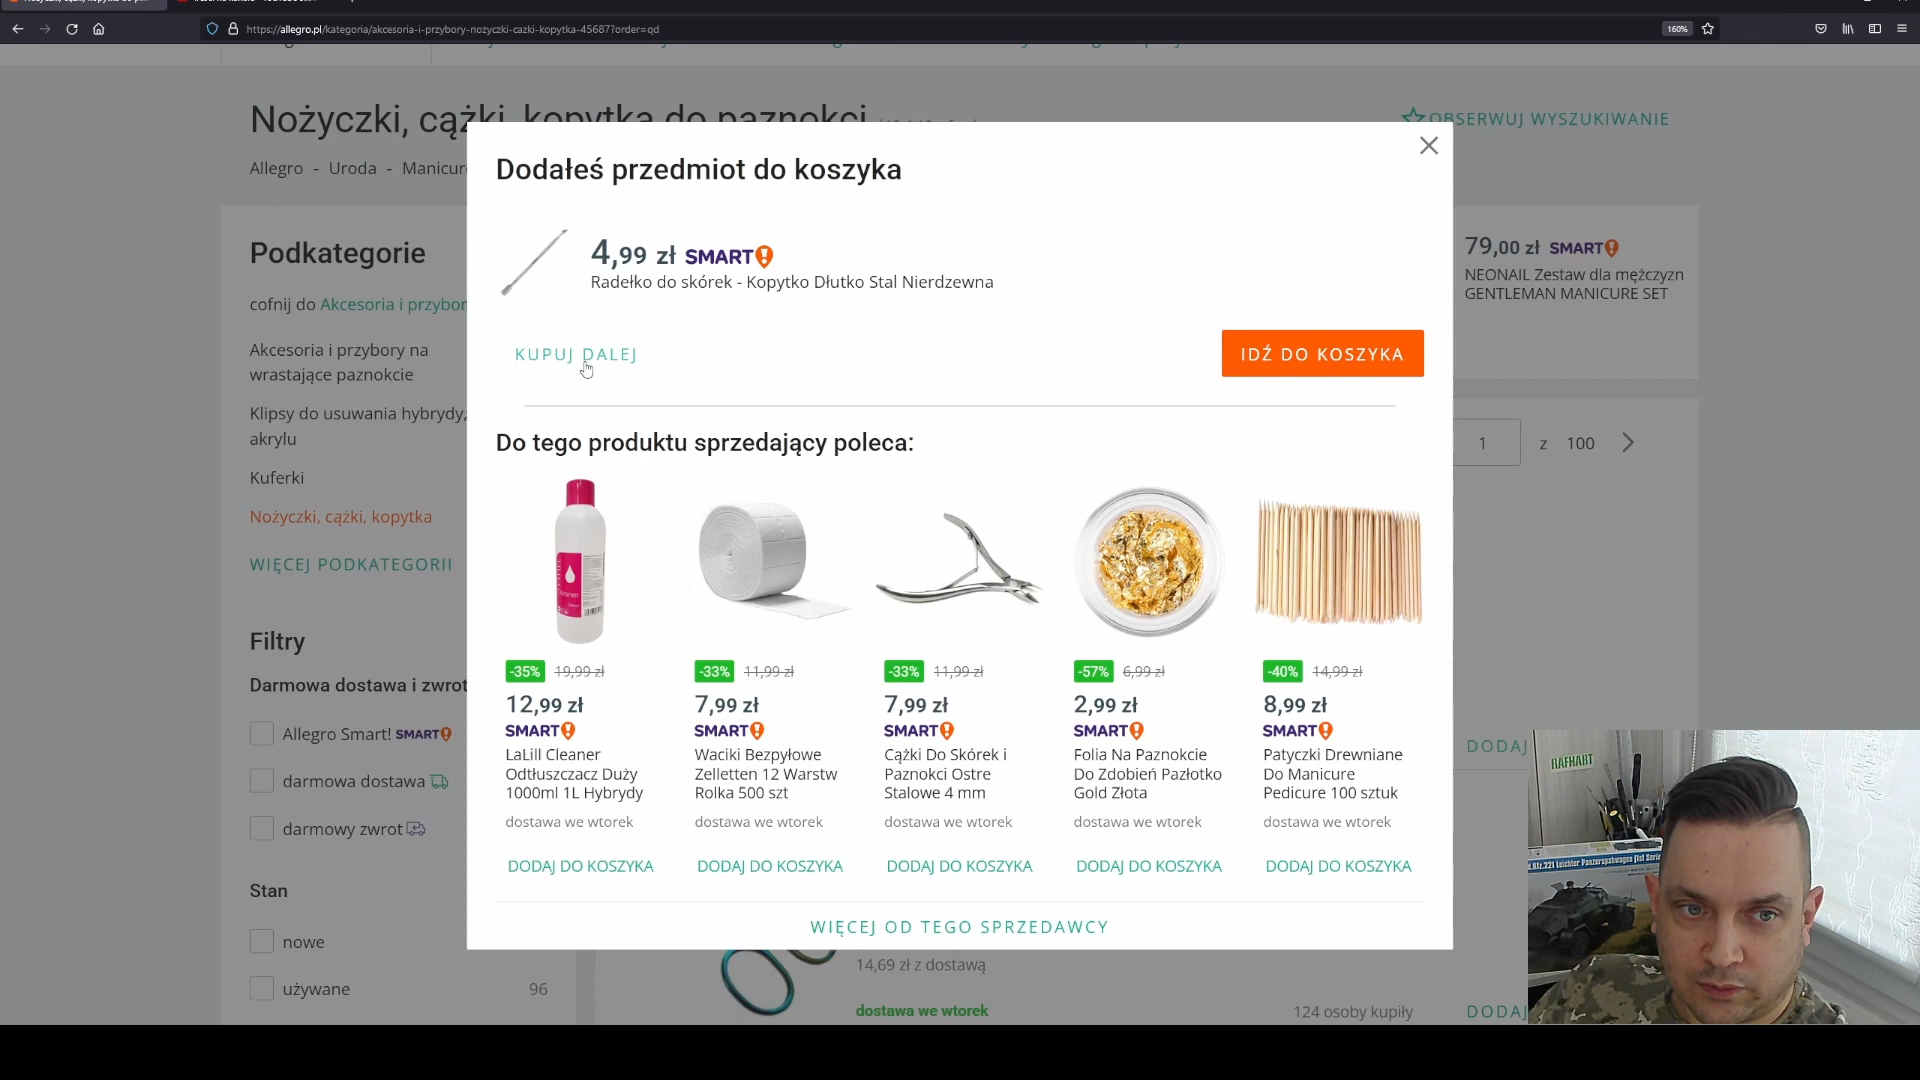 https://allegro.pl/kategoria/akcesoria-i-przybory-nozyczki-cazki-kopytka-45687?order=qd
160%
Nożyczki, cążki, kopytka do paznokci
OBSERWUJ WYSZUKIWANIE
Allegro - Uroda -
Dodałeś przedmiot do koszyka
4,99 zł SMART!
Radełko do skórek - Kopytko Dłutko Stal Nierdzewna
KUPUJ DALEJ
IDŹ DO KOSZYKA
Do tego produktu sprzedający poleca:
-35% 19,99 zł
12,99 zł
SMART!
LaLill Cleaner
Odtłuszczacz Duży
1000ml 1L Hybrydy
dostawa we wtorek
DODAJ DO KOSZYKA
-33% 11,99 zł
7,99 zł
SMART!
Waciki Bezpyłowe
Zelletten 12 Warstw
Rolka 500 szt
dostawa we wtorek
DODAJ DO KOSZYKA
-33% 11,99 zł
7,99 zł
SMART!
Cążki Do Skórek i
Paznokci Ostre
Stalowe 4 mm
dostawa we wtorek
DODAJ DO KOSZYKA
-57% 6,99 zł
2,99 zł
SMART!
Folia Na Paznokcie
Do Zdobień Pazłotko
Gold Złota
dostawa we wtorek
DODAJ DO KOSZYKA
-40% 14,99 zł
8,99 zł
SMART!
Patyczki Drewniane
Do Manicure
Pedicure 100 sztuk
dostawa we wtorek
DODAJ DO KOSZYKA
WIĘCEJ OD TEGO SPRZEDAWCY
Podkategorie
cofnij do Akcesoria i przybor
Akcesoria i przybory na
wrastające paznokcie
Klipsy do usuwania hybrydy,
akrylu
Kuferki
Nożyczki, cążki, kopytka
WIĘCEJ PODKATEGORII
Filtry
Darmowa dostawa i zwrot
Allegro Smart! SMART!
darmowa dostawa
darmowy zwrot
Stan
nowe
używane 96
79,00 zł SMART!
NEONAIL Zestaw dla mężczyzn
GENTLEMAN MANICURE SET
1 z 100
DODAJ
14,69 zł z dostawą
dostawa we wtorek
124 osoby kupiły
DODAJ
RAFHART
.Kfz.221 Leichter Panzerspähwagen